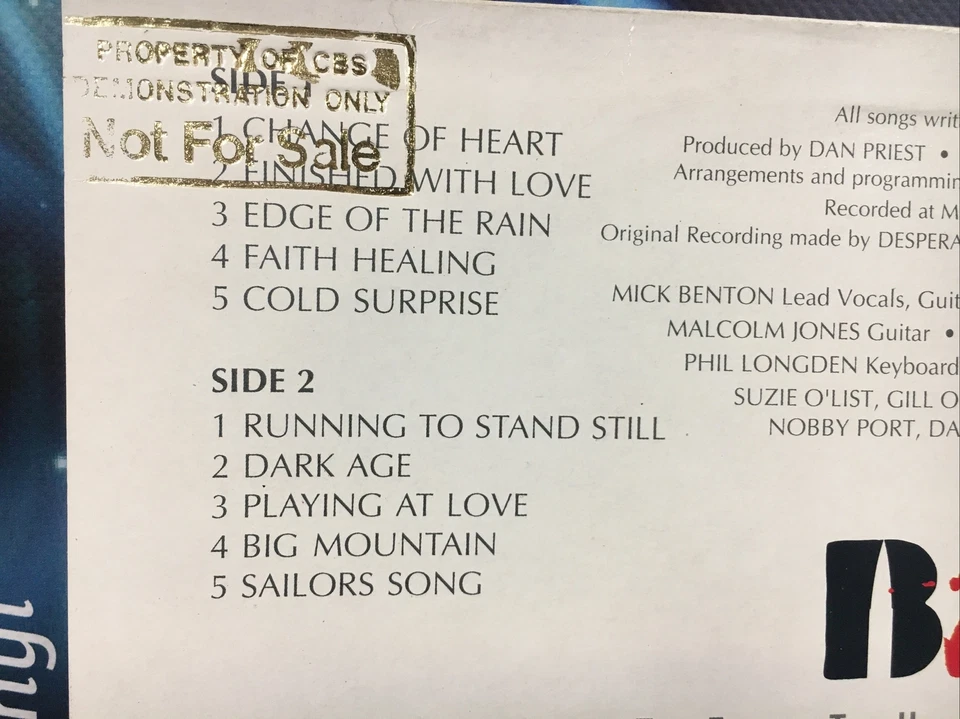 PROPERTY OF CBS
DEMONSTRATION ONLY
Not For Sale
SIDE 1
1 CHANGE OF HEART
2 FINISHED WITH LOVE
3 EDGE OF THE RAIN
4 FAITH HEALING
5 COLD SURPRISE
SIDE 2
1 RUNNING TO STAND STILL
2 DARK AGE
3 PLAYING AT LOVE
4 BIG MOUNTAIN
5 SAILORS SONG
All songs writ
Produced by DAN PRIEST •
Arrangements and programmin
Recorded at M
Original Recording made by DESPERA
MICK BENTON Lead Vocals, Guit
MALCOLM JONES Guitar •
PHIL LONGDEN Keyboard
SUZIE O'LIST, GILL O
NOBBY PORT, DA
B